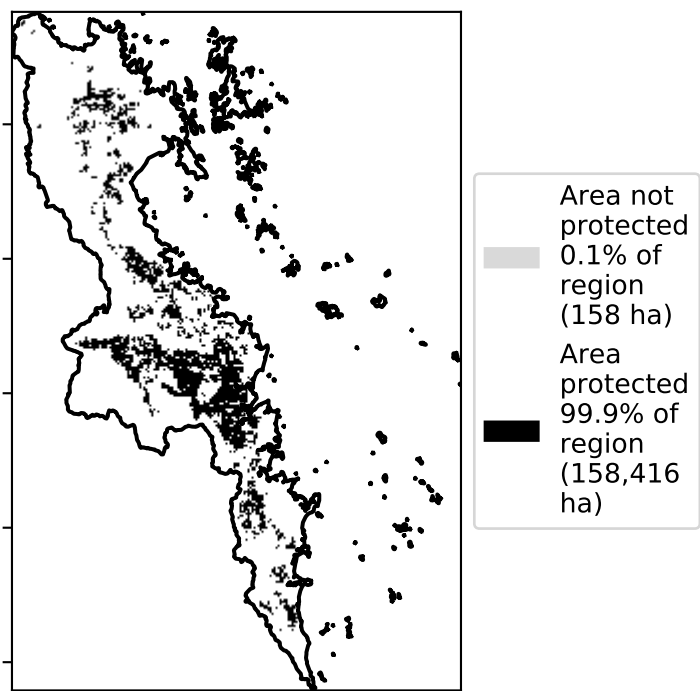 Area not
protected
0.1% of
region
(158 ha)
Area
protected
99.9% of
region
(158,416
ha)